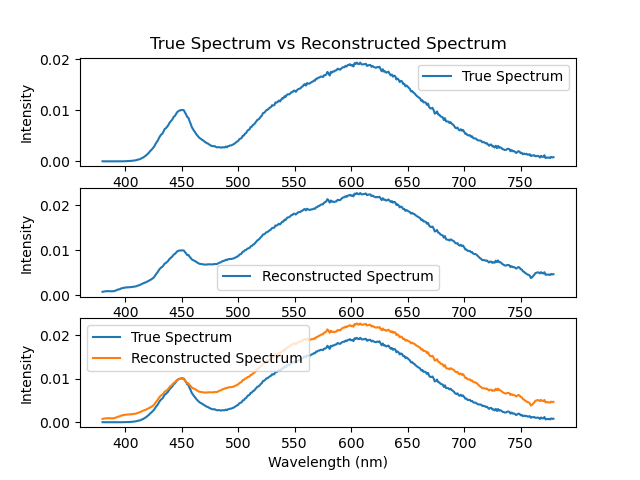 True Spectrum vs Reconstructed Spectrum
0.02
0.01
0.00
Intensity
True Spectrum
400 450 500 550 600 650 700 750
0.02
0.01
0.00
Intensity
Reconstructed Spectrum
400 450 500 550 600 650 700 750
0.02
0.01
0.00
Intensity
True Spectrum
Reconstructed Spectrum
400 450 500 550 600 650 700 750
Wavelength (nm)